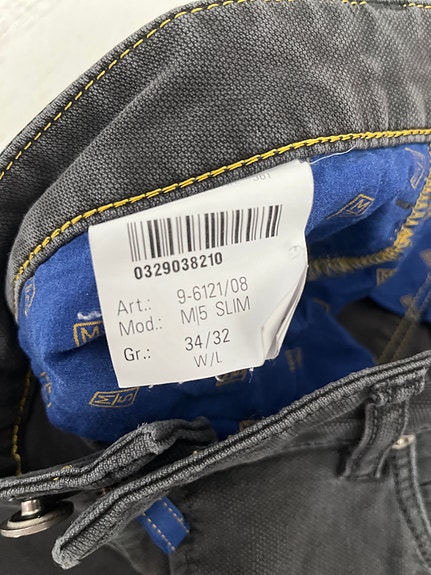 0329038210
Art.: 9-6121/08
Mod.: M|5 SLIM
Gr.: 34/32
W/L